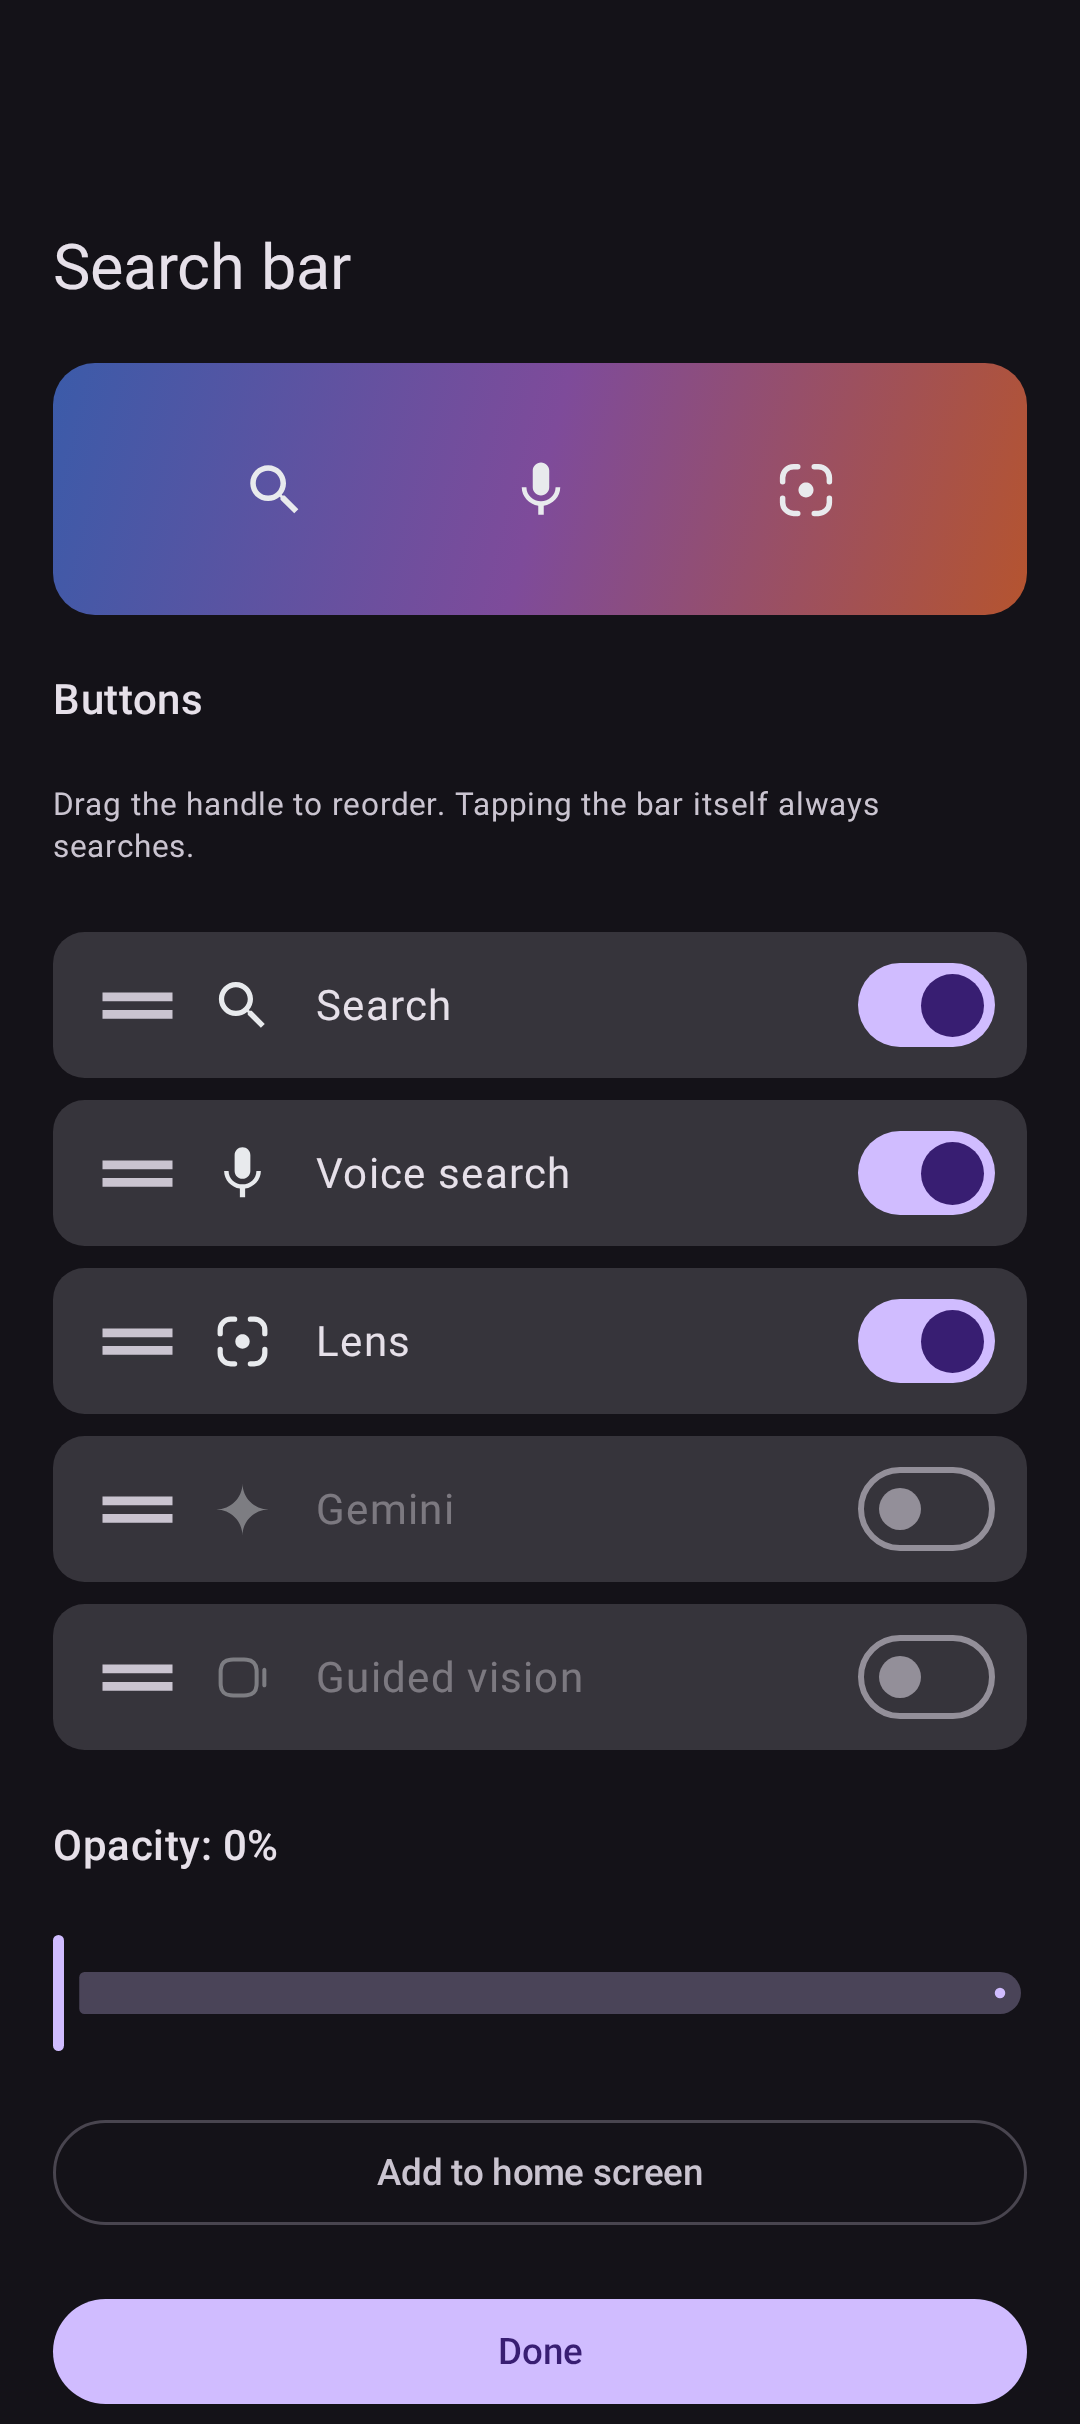 Search bar
Buttons
Drag the handle to reorder. Tapping the bar itself always
searches.
Search
Voice search
Lens
Gemini
Guided vision
Opacity: 0%
Add to home screen
Done